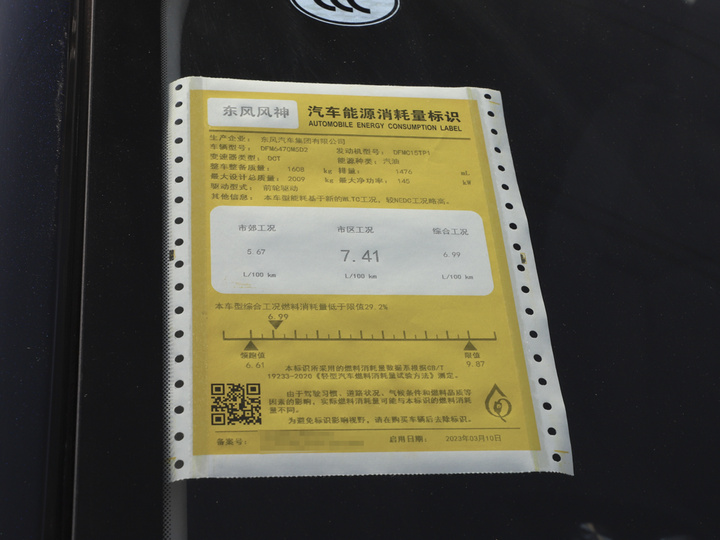 东风风神
汽车能源消耗量标识
AUTOMOBILE ENERGY CONSUMPTION LABEL
生产企业： 东风汽车集团有限公司
车辆型号： DFM6470M5D2 发动机型号： DFMC15TP1
变速器类型： DCT 能源种类： 汽油
整车整备质量： 1608 kg 排量： 1476 mL
最大设计总质量： 2009 kg 最大净功率： 145 kW
驱动型式： 前轮驱动
其他信息： 本车型能耗基于新的WLTC工况，较NEDC工况略高。
市郊工况 市区工况 综合工况
5.67 7.41 6.99
L/100 km L/100 km L/100 km
本车型综合工况燃料消耗量低于限值29.2%
6.99
领跑值 限值
6.61 9.87
本标识所采用的燃料消耗量数据系根据GB/T
19233-2020《轻型汽车燃料消耗量试验方法》测定。
由于驾驶习惯、道路状况、气候条件和燃料品质等
因素的影响，实际燃料消耗量可能与本标识的燃料消耗
量不同。
为避免标识影响视野，请在购买车辆后去除标识。
备案号： 启用日期： 2023年03月10日